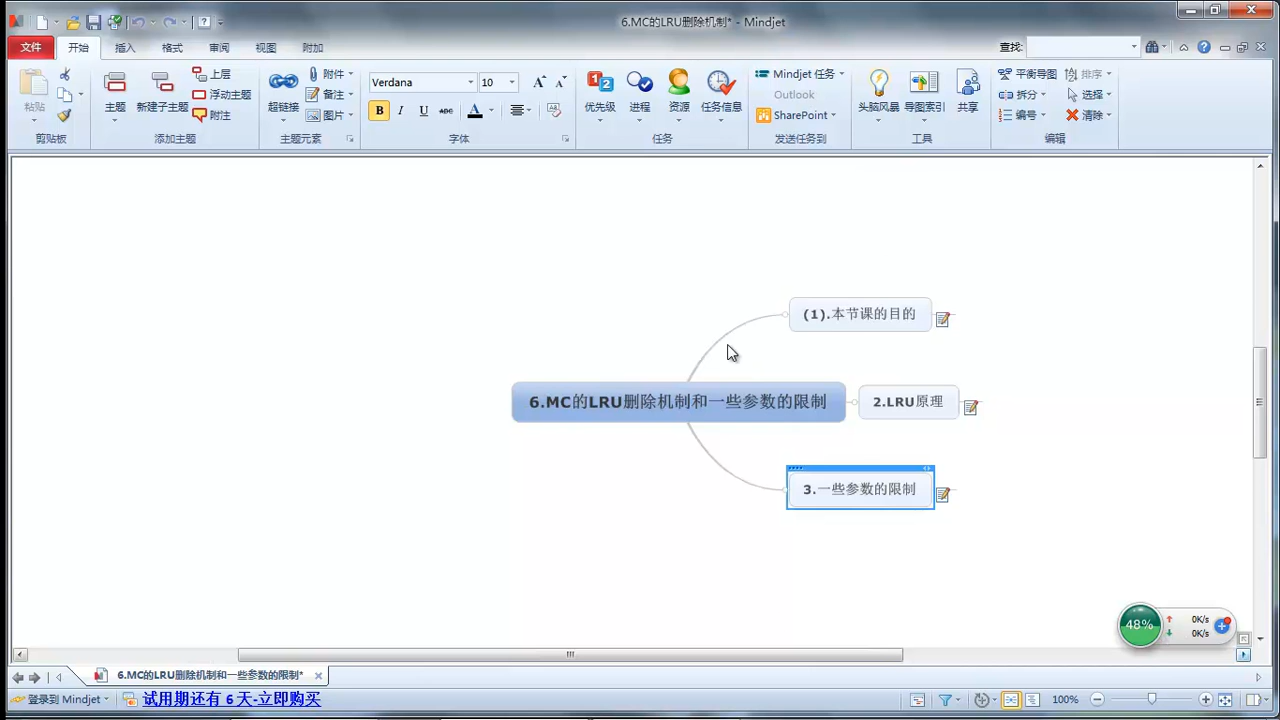 6.MC的LRU删除机制* - Mindjet
文件 开始 插入 格式 审阅 视图 附加 查找:
粘贴 主题 新建子主题 上层 浮动主题 附注 超链接 附件 备注 图片 Verdana 10 B I U abc A 优先级 进程 资源 任务信息 Mindjet 任务 Outlook SharePoint 头脑风暴 导图索引 共享 平衡导图 拆分 编号 排序 选择 清除
剪贴板 添加主题 主题元素 字体 任务 发送任务到 工具 编辑
(1).本节课的目的
6.MC的LRU删除机制和一些参数的限制
2.LRU原理
3.一些参数的限制
48% 0K/s
0K/s
6.MC的LRU删除机制和一些参数的限制*
登录到 Mindjet 试用期还有 6 天-立即购买 100%